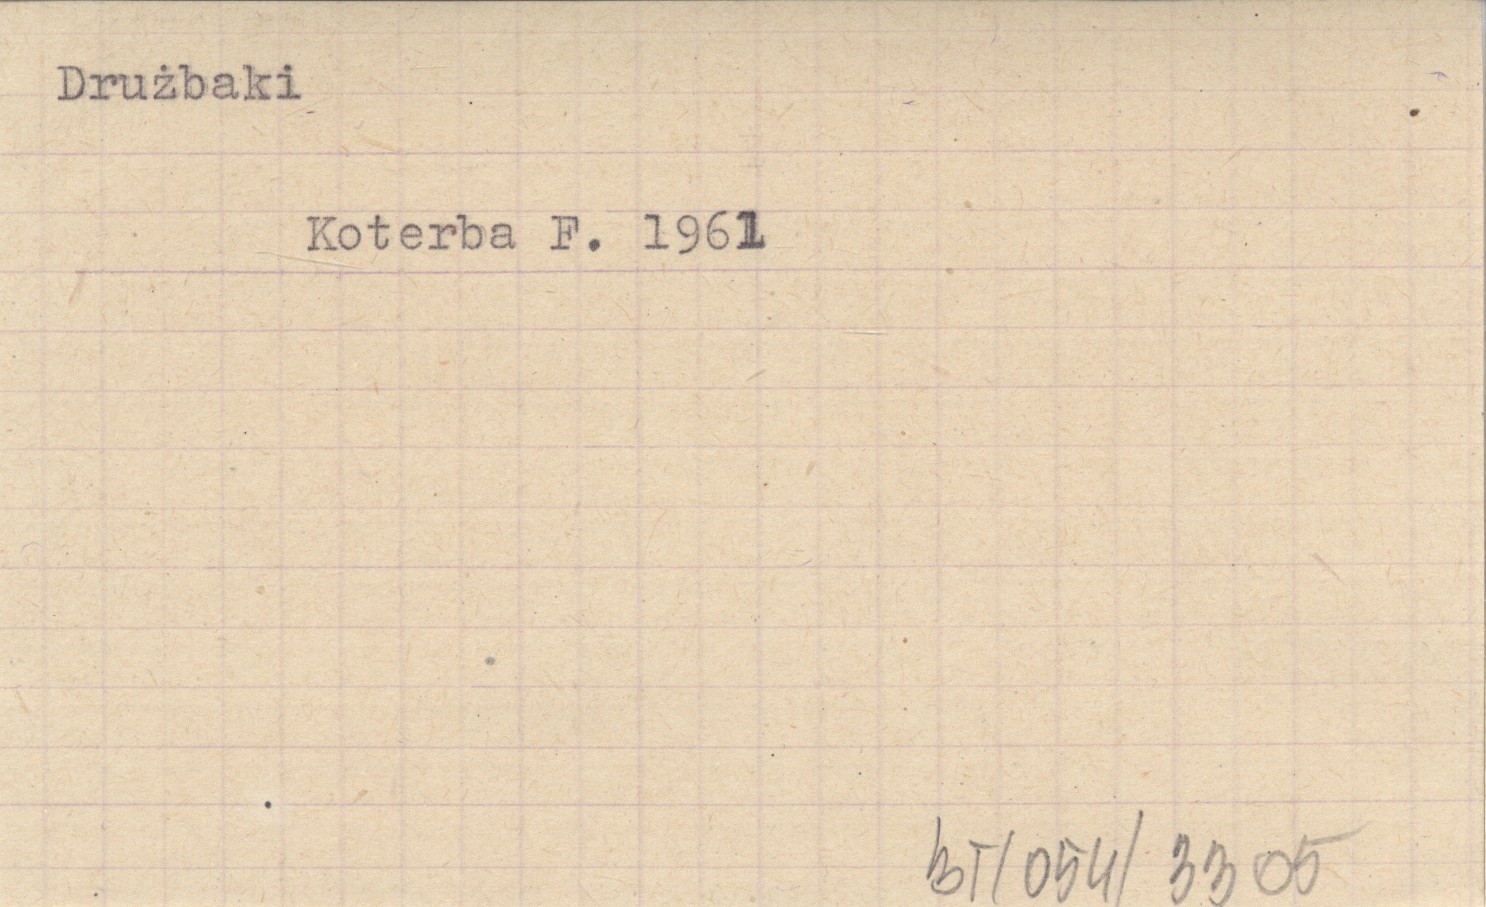 Drużbaki
Koterba F. 1961
BT/054/ 3305